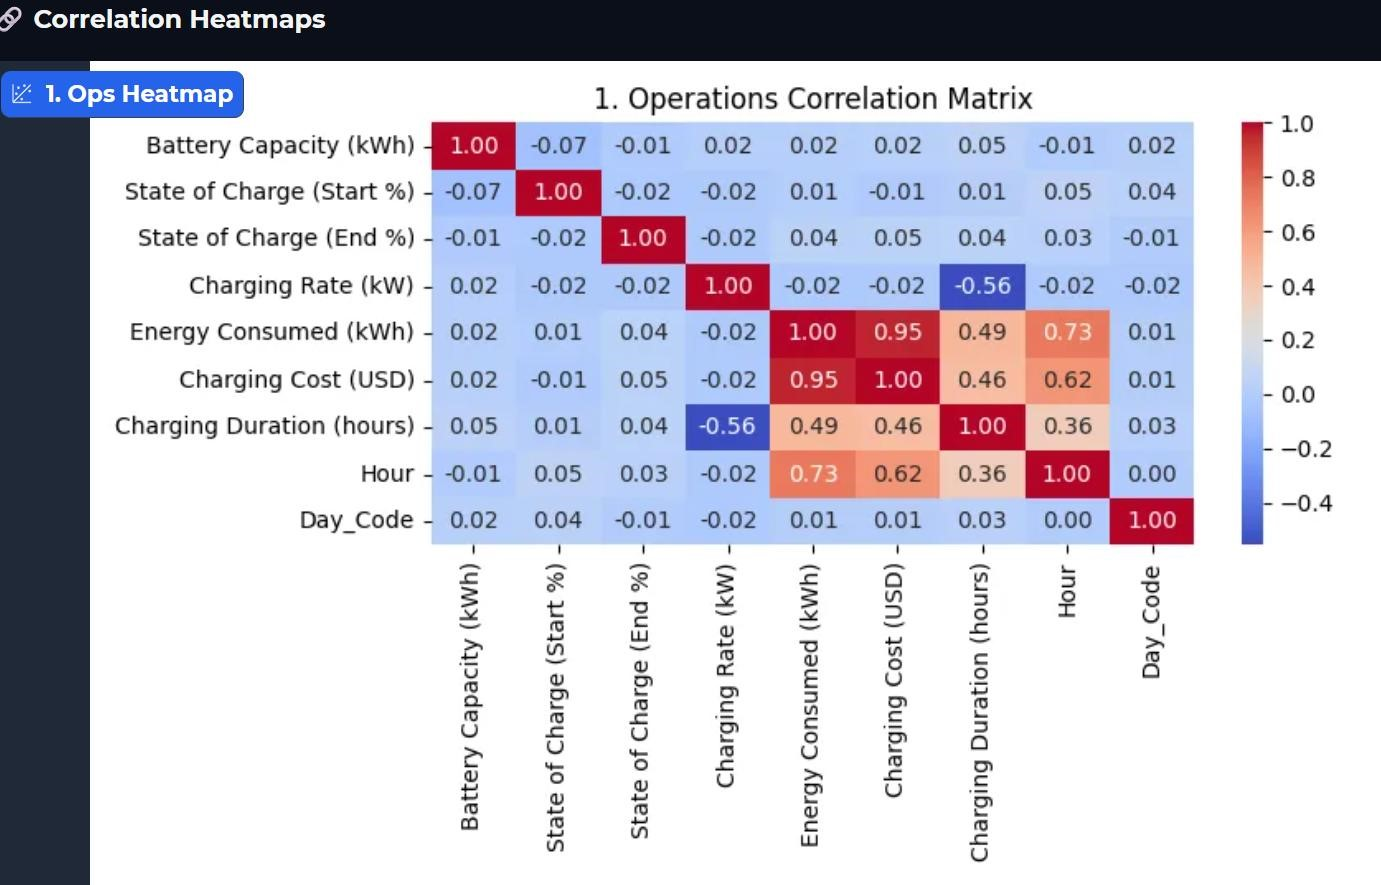 Correlation Heatmaps
1. Ops Heatmap
1. Operations Correlation Matrix
Battery Capacity (kWh) 1.00 -0.07 -0.01 0.02 0.02 0.02 0.05 -0.01 0.02
State of Charge (Start %) -0.07 1.00 -0.02 -0.02 0.01 -0.01 0.01 0.05 0.04
State of Charge (End %) -0.01 -0.02 1.00 -0.02 0.04 0.05 0.04 0.03 -0.01
Charging Rate (kW) 0.02 -0.02 -0.02 1.00 -0.02 -0.02 -0.56 -0.02 -0.02
Energy Consumed (kWh) 0.02 0.01 0.04 -0.02 1.00 0.95 0.49 0.73 0.01
Charging Cost (USD) 0.02 -0.01 0.05 -0.02 0.95 1.00 0.46 0.62 0.01
Charging Duration (hours) 0.05 0.01 0.04 -0.56 0.49 0.46 1.00 0.36 0.03
Hour -0.01 0.05 0.03 -0.02 0.73 0.62 0.36 1.00 0.00
Day_Code 0.02 0.04 -0.01 -0.02 0.01 0.01 0.03 0.00 1.00
Battery Capacity (kWh)
State of Charge (Start %)
State of Charge (End %)
Charging Rate (kW)
Energy Consumed (kWh)
Charging Cost (USD)
Charging Duration (hours)
Hour
Day_Code
1.0
0.8
0.6
0.4
0.2
0.0
−0.2
−0.4